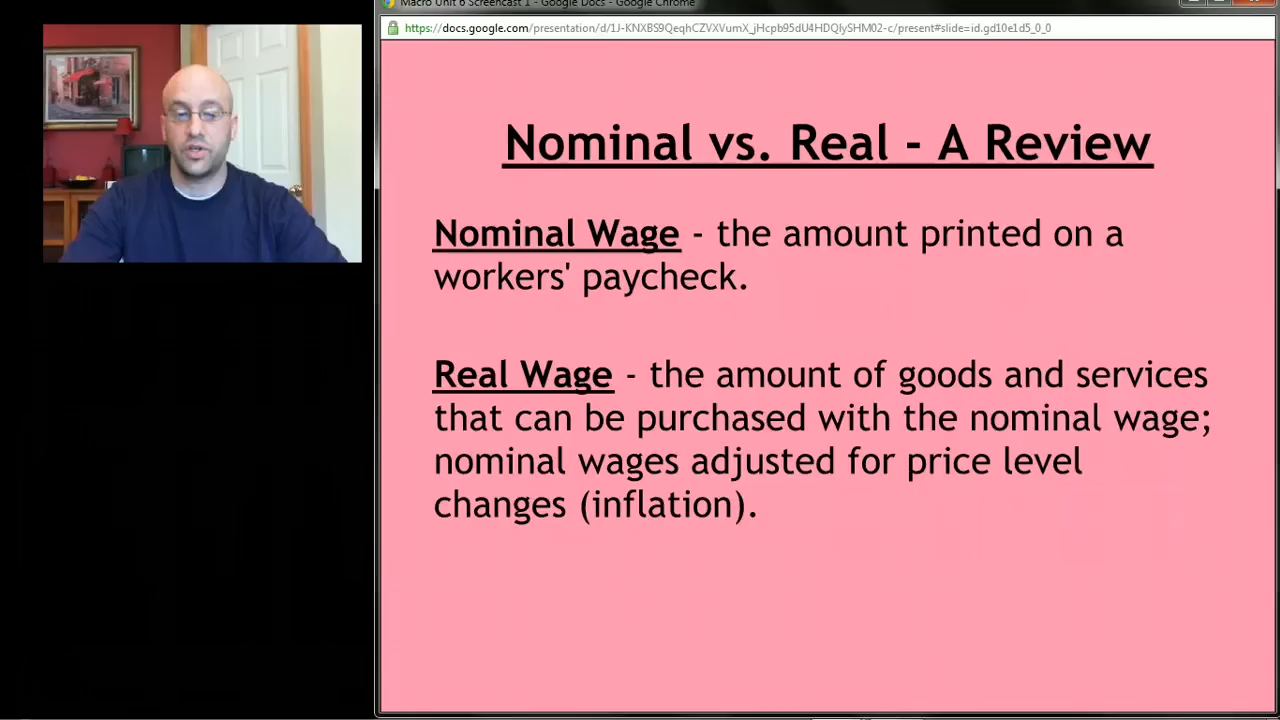 Macro Unit 6 Screencast 1 - Google Docs - Google Chrome
https://docs.google.com/presentation/d/1J-KNXBS9QeqhCZVXVumX_jHcpb95dU4HDQlySHM02-c/present#slide=id.gd10e1d5_0_0
Nominal vs. Real - A Review
Nominal Wage - the amount printed on a
workers' paycheck.
Real Wage - the amount of goods and services
that can be purchased with the nominal wage;
nominal wages adjusted for price level
changes (inflation).